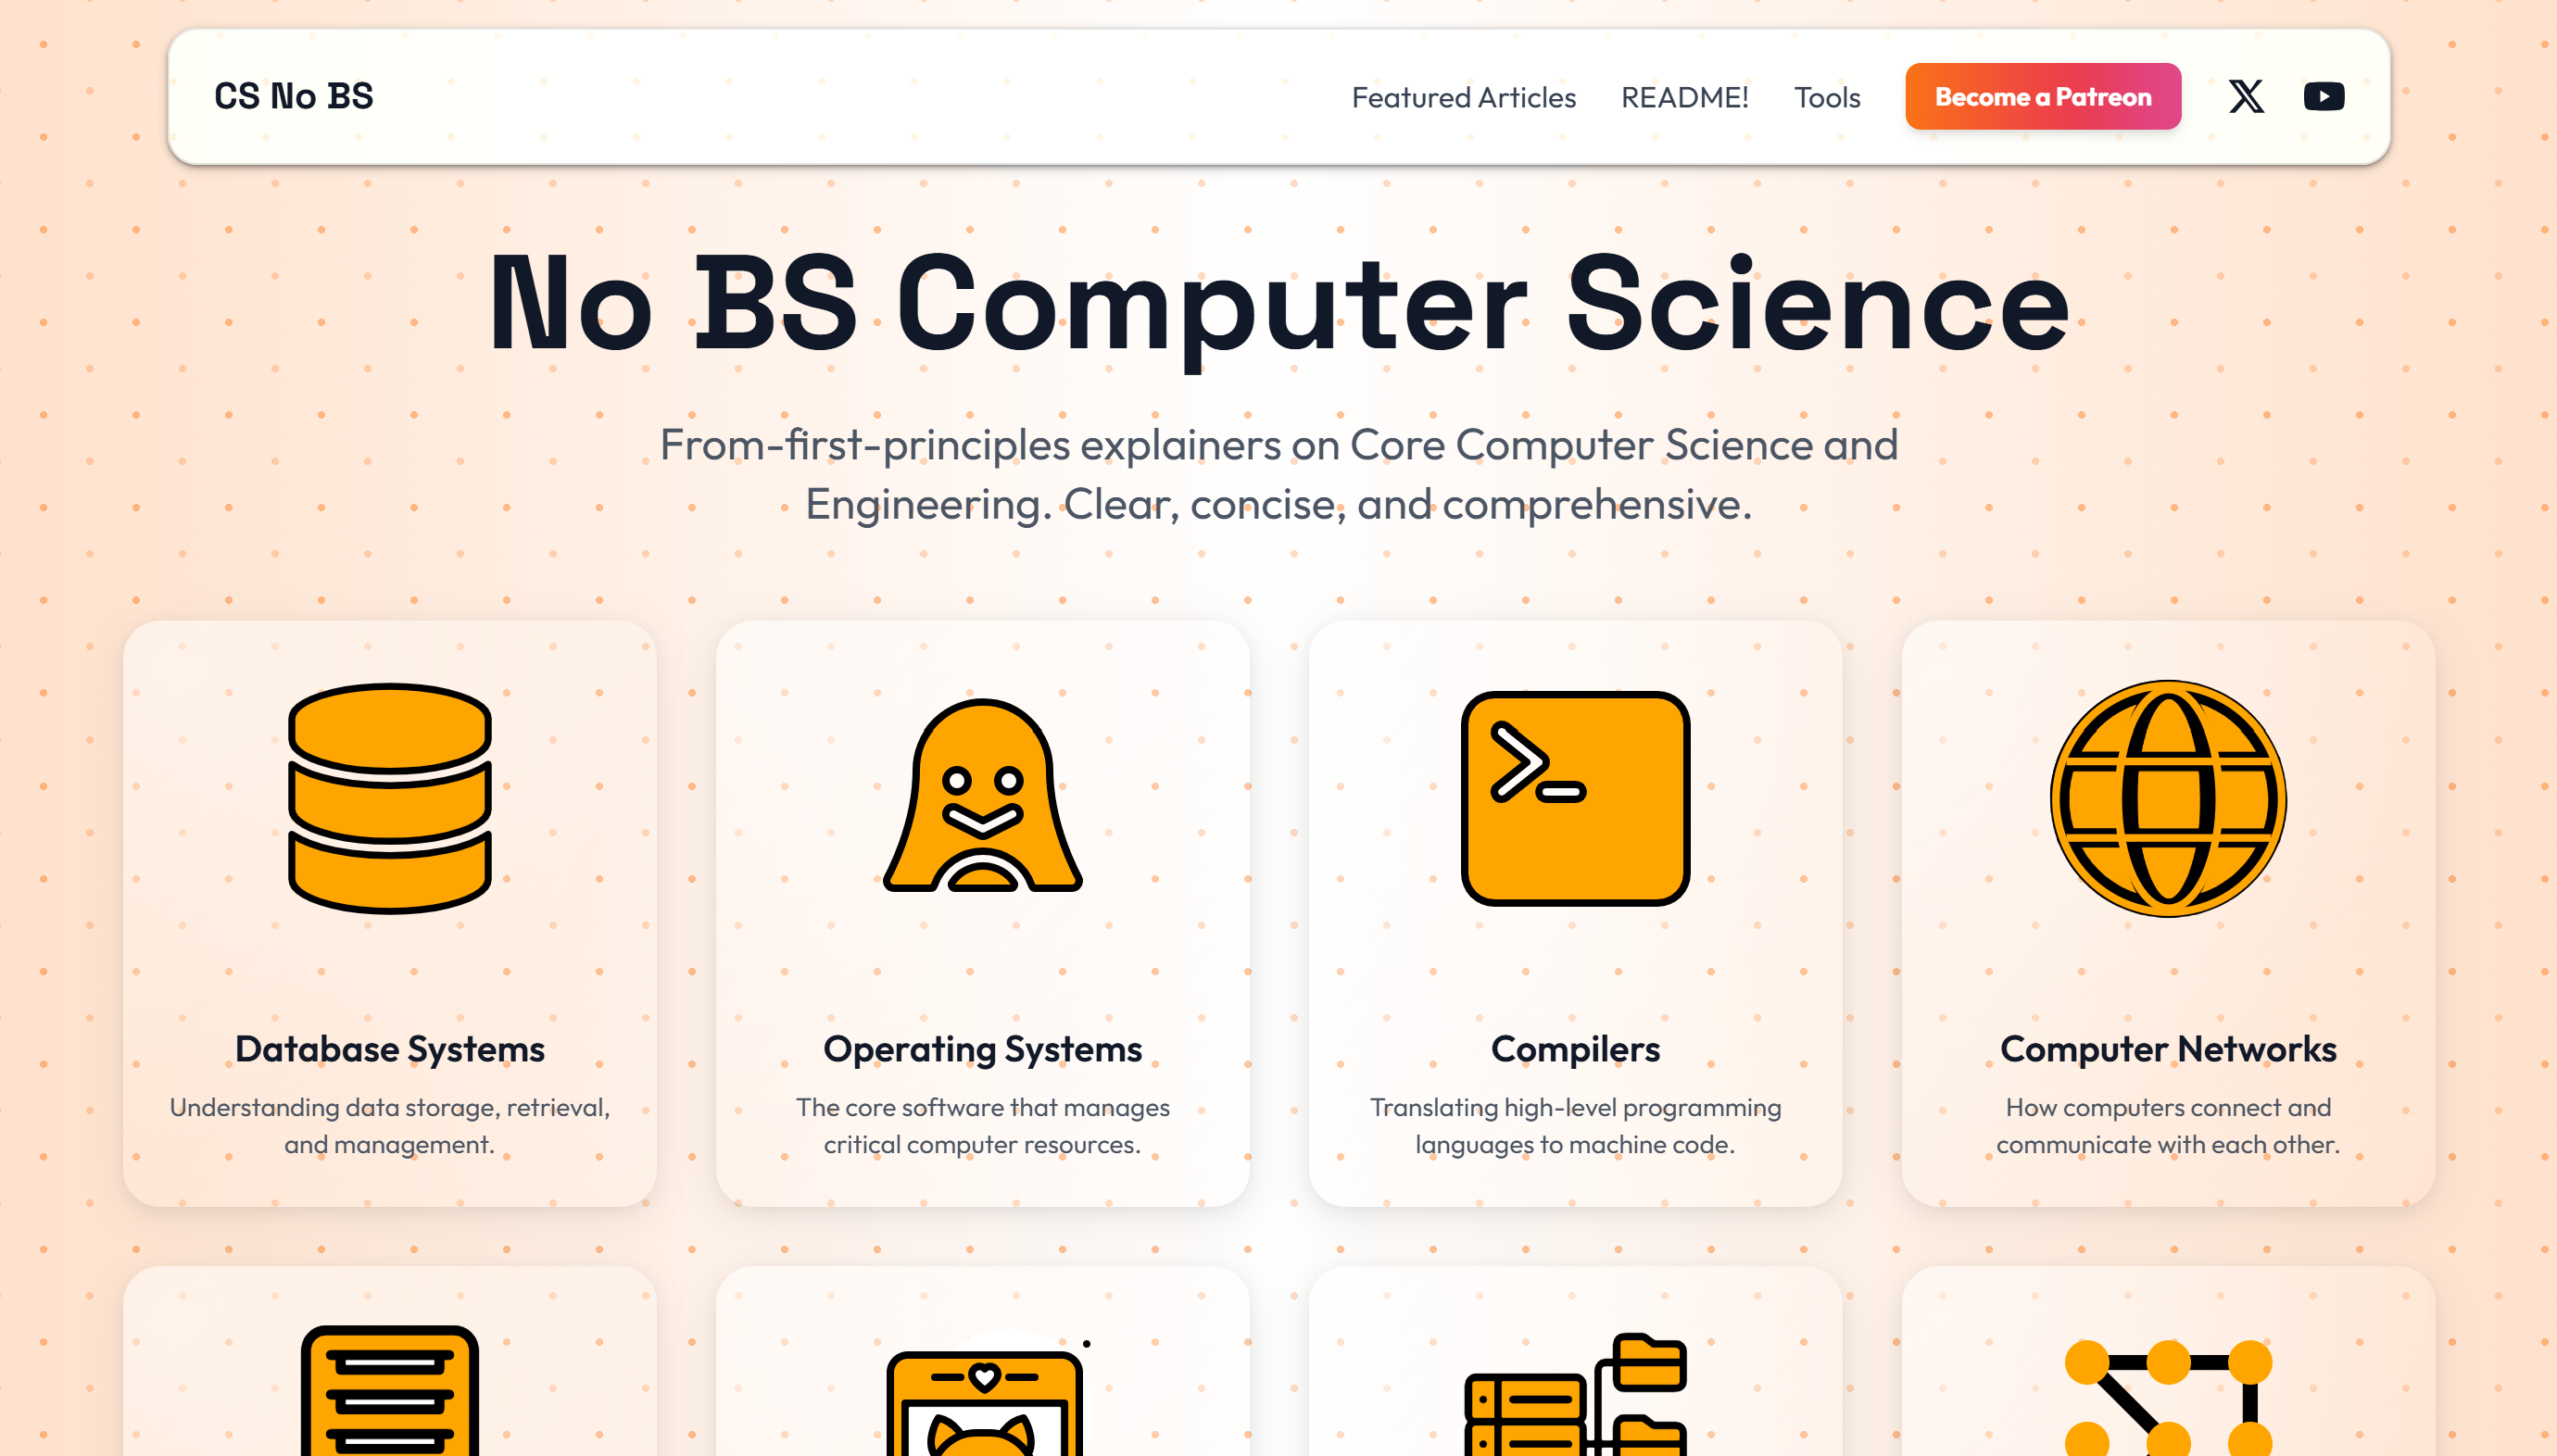 CS No BS
Featured Articles
README!
Tools
Become a Patreon
No BS Computer Science
From-first-principles explainers on Core Computer Science and
Engineering. Clear, concise, and comprehensive.
Database Systems
Understanding data storage, retrieval,
and management.
Operating Systems
The core software that manages
critical computer resources.
Compilers
Translating high-level programming
languages to machine code.
Computer Networks
How computers connect and
communicate with each other.